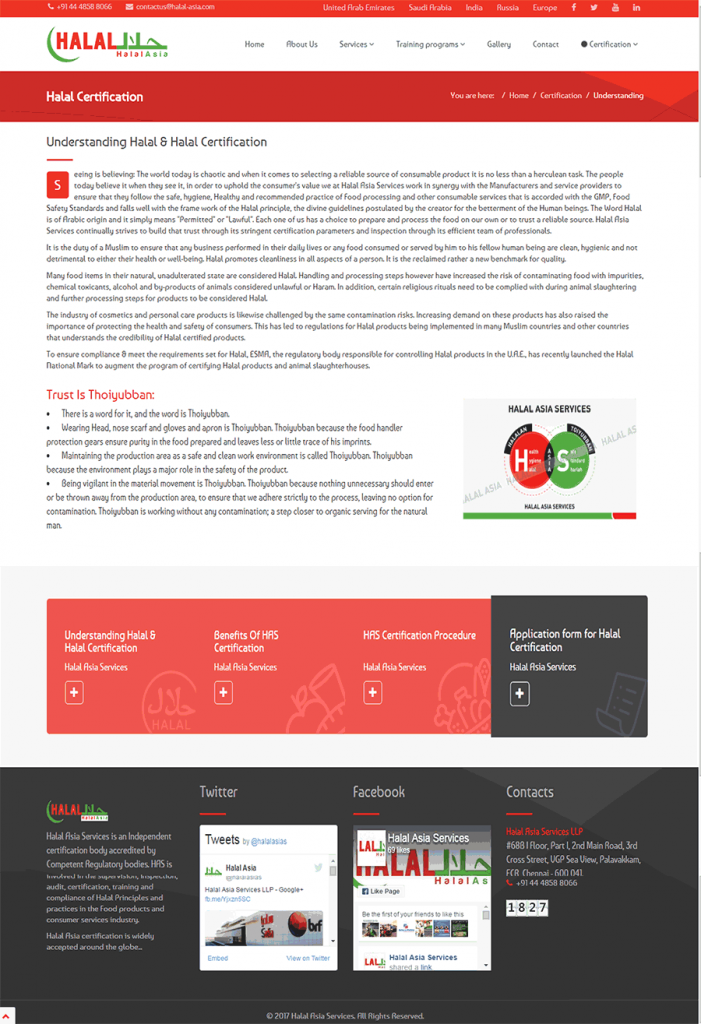 +91 44 4858 8066 contactus@halal-asia.com United Arab Emirates Saudi Arabia India Russia Europe
HALAL حلال
HalalAsia
Home About Us Services Training programs Gallery Contact Certification
Halal Certification
You are here: / Home / Certification / Understanding
Understanding Halal & Halal Certification
S eeing is believing: The world today is chaotic and when it comes to selecting a reliable source of consumable product it is no less than a herculean task. The people
today believe it when they see it, in order to uphold the consumer's value we at Halal Asia Services work in synergy with the Manufacturers and service providers to
ensure that they follow the safe, hygiene, Healthy and recommended practice of Food processing and other consumable services that is accorded with the GMP, Food
Safety Standards and falls well with the frame work of the Halal principle, the divine guidelines postulated by the creator for the betterment of the Human beings. The Word Halal
is of Arabic origin and it simply means "Permitted" or "Lawful". Each one of us has a choice to prepare and process the food on our own or to trust a reliable source. Halal Asia
Services continually strives to build that trust through its stringent certification parameters and inspection through its efficient team of professionals.
It is the duty of a Muslim to ensure that any business performed in their daily lives or any food consumed or served by him to his fellow human being are clean, hygienic and not
detrimental to either their health or well-being. Halal promotes cleanliness in all aspects of a person. It is the reclaimed rather a new benchmark for quality.
Many food items in their natural, unadulterated state are considered Halal. Handling and processing steps however have increased the risk of contaminating food with impurities,
chemical toxicants, alcohol and by-products of animals considered unlawful or Haram. In addition, certain religious rituals need to be complied with during animal slaughtering
and further processing steps for products to be considered Halal.
The industry of cosmetics and personal care products is likewise challenged by the same contamination risks. Increasing demand on these products has also raised the
importance of protecting the health and safety of consumers. This has led to regulations for Halal products being implemented in many Muslim countries and other countries
that understands the credibility of Halal certified products.
To ensure compliance & meet the requirements set for Halal, ESMA, the regulatory body responsible for controlling Halal products in the U.A.E., has recently launched the Halal
National Mark to augment the program of certifying Halal products and animal slaughterhouses.
Trust Is Thoiyubban:
• There is a word for it, and the word is Thoiyubban.
• Wearing Head, nose scarf and gloves and apron is Thoiyubban. Thoiyubban because the food handler
protection gears ensure purity in the food prepared and leaves less or little trace of his imprints.
• Maintaining the production area as a safe and clean work environment is called Thoiyubban. Thoiyubban
because the environment plays a major role in the safety of the product.
• Being vigilant in the material movement is Thoiyubban. Thoiyubban because nothing unnecessary should enter
or be thrown away from the production area, to ensure that we adhere strictly to the process, leaving no option for
contamination. Thoiyubban is working without any contamination; a step closer to organic serving for the natural
man.
HALAL ASIA SERVICES
HALALAN
H
ASIA
S
HALAL ASIA HALAL ASIA HALAL AS
HALAL ASIA SERVICES
Understanding Halal &
Halal Certification
Halal Asia Services
HALAL
Benefits Of HAS
Certification
Halal Asia Services
HAS Certification Procedure
Halal Asia Services
Application form for Halal
Certification
Halal Asia Services
HALAL حلال
HalalAsia
Halal Asia Services is an Independent
certification body accredited by
Competent Regulatory bodies. HAS is
involved in the supervision, inspection,
audit, certification, training and
compliance of Halal Principles and
practices in the Food products and
consumer services industry.
Halal Asia certification is widely
accepted around the globe..
Twitter
Tweets by @halalasias
Halal Asia
@halalasias
Halal Asia Services LLP - Google+
brf
Embed View on Twitter
Facebook
Halal Asia Services
69 likes
HALAL
HalalAsia
Like Page
Be the first of your friends to like this
Halal Asia Services
shared a link
Contacts
Halal Asia Services LLP
#688 I Floor, Part I, 2nd Main Road, 3rd
Cross Street, VGP Sea View, Palavakkam,
ECR, Chennai - 600 041
+91 44 4858 8066
1827
© 2017 Halal Asia Services. All Rights Reserved.